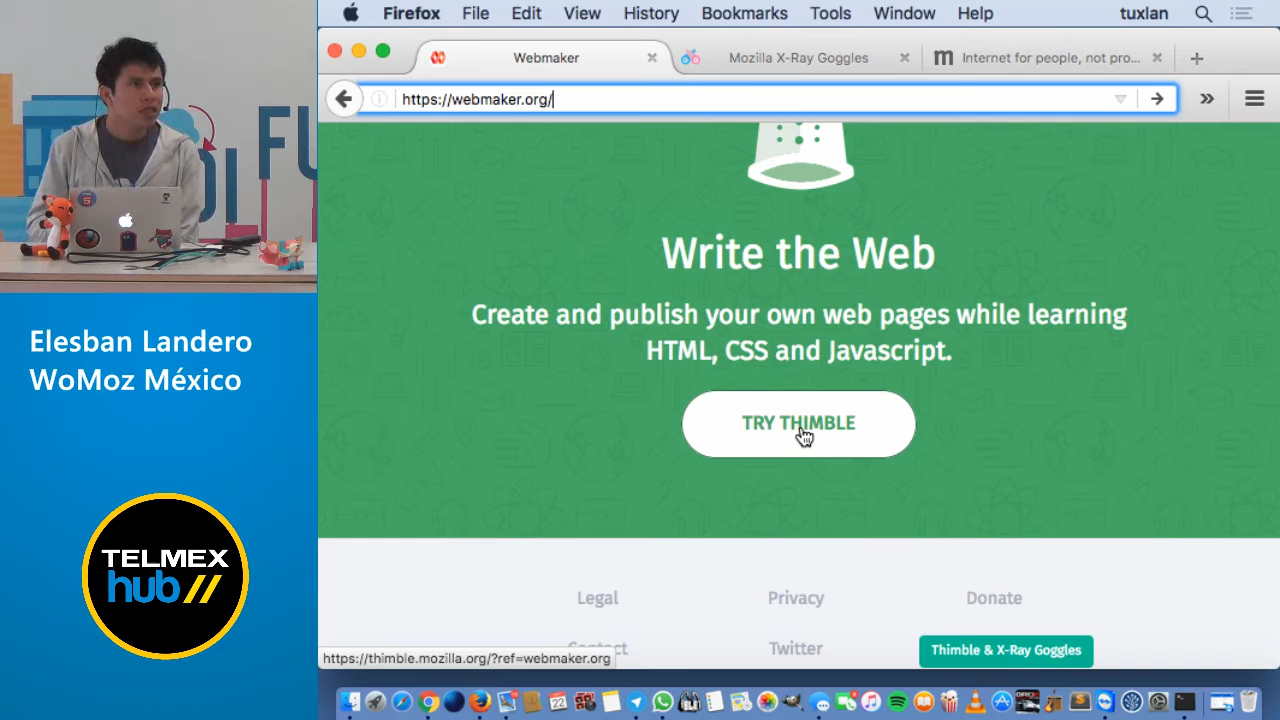 Firefox File Edit View History Bookmarks Tools Window Help tuxlan
Webmaker
Mozilla X-Ray Goggles
Internet for people, not pro...
https://webmaker.org/
Write the Web
Create and publish your own web pages while learning
HTML, CSS and Javascript.
TRY THIMBLE
Legal Privacy Donate
Contact Twitter Thimble & X-Ray Goggles
https://thimble.mozilla.org/?ref=webmaker.org
Elesban Landero
WoMoz México
TELMEX
hub//